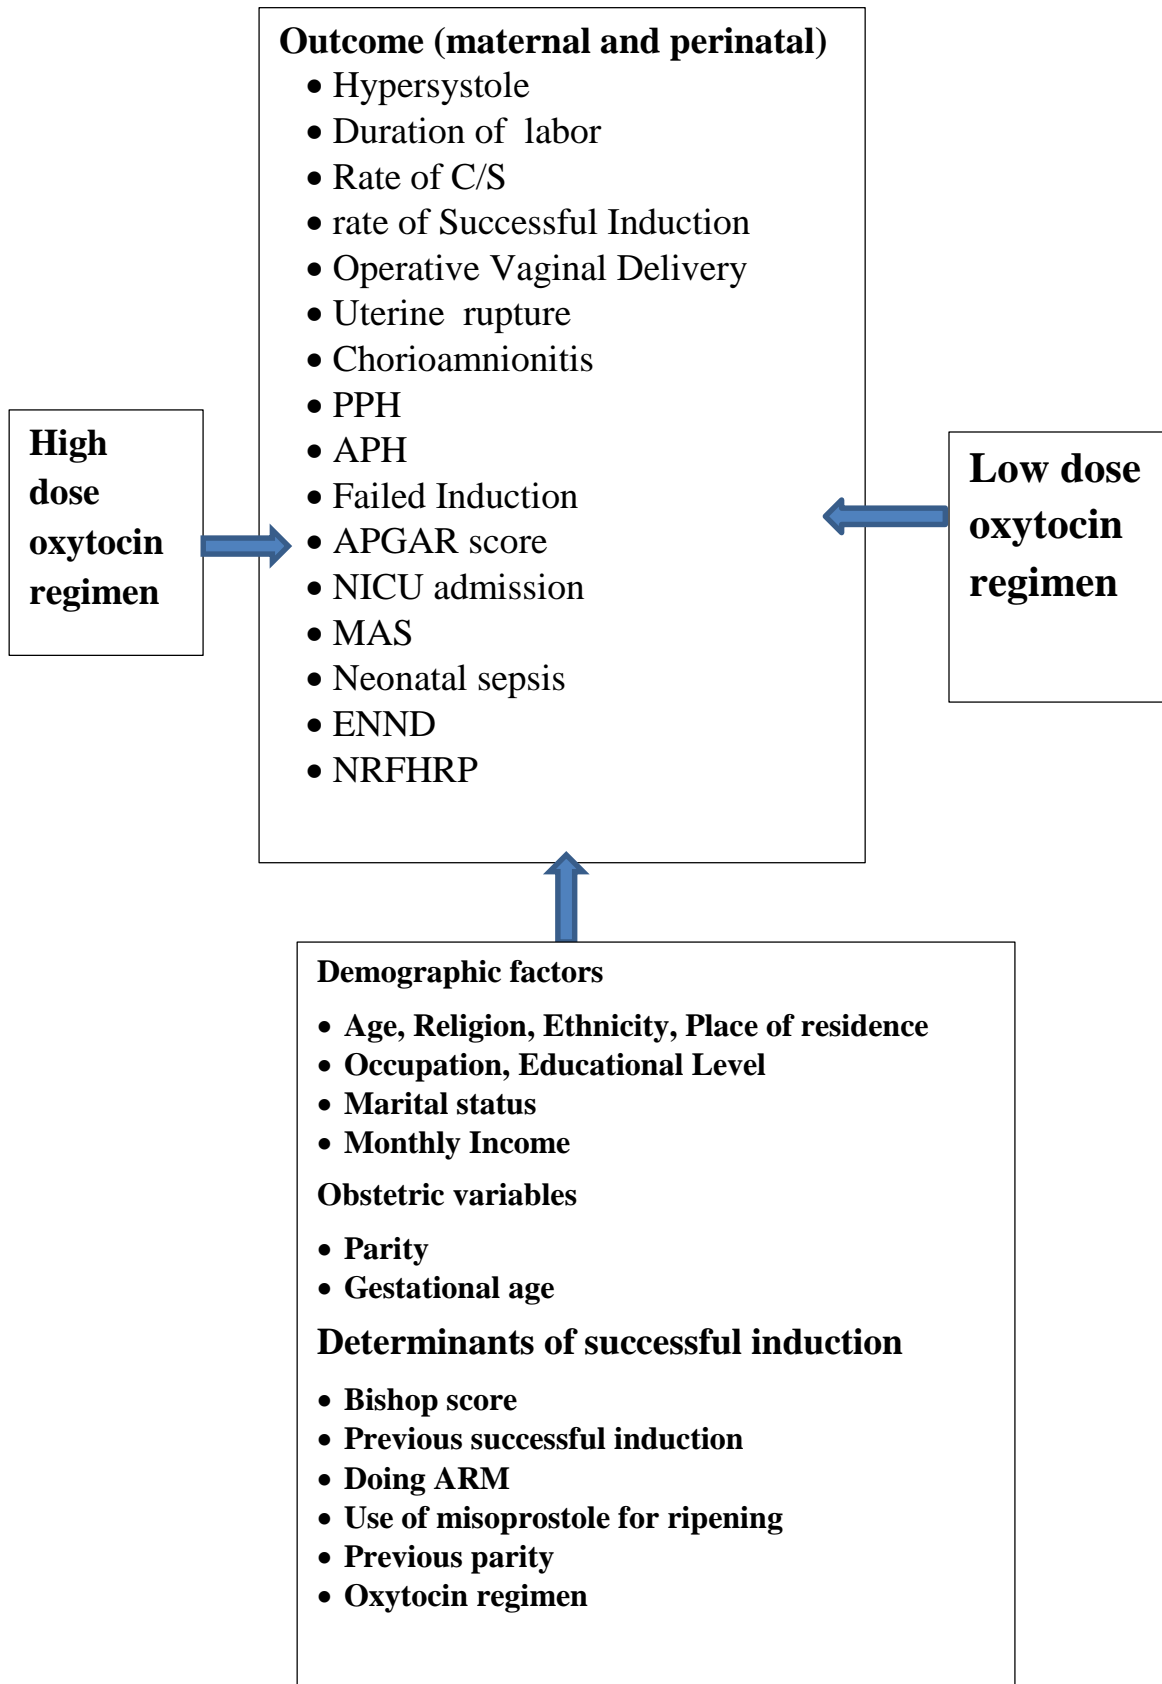 Outcome (maternal and perinatal)
• Hypersystole
• Duration of labor
• Rate of C/S
• rate of Successful Induction
• Operative Vaginal Delivery
• Uterine rupture
• Chorioamnionitis
• PPH
• APH
• Failed Induction
• APGAR score
• NICU admission
• MAS
• Neonatal sepsis
• ENND
• NRFHRP
High
dose
oxytocin
regimen
Low dose
oxytocin
regimen
Demographic factors
• Age, Religion, Ethnicity, Place of residence
• Occupation, Educational Level
• Marital status
• Monthly Income
Obstetric variables
• Parity
• Gestational age
Determinants of successful induction
• Bishop score
• Previous successful induction
• Doing ARM
• Use of misoprostole for ripening
• Previous parity
• Oxytocin regimen